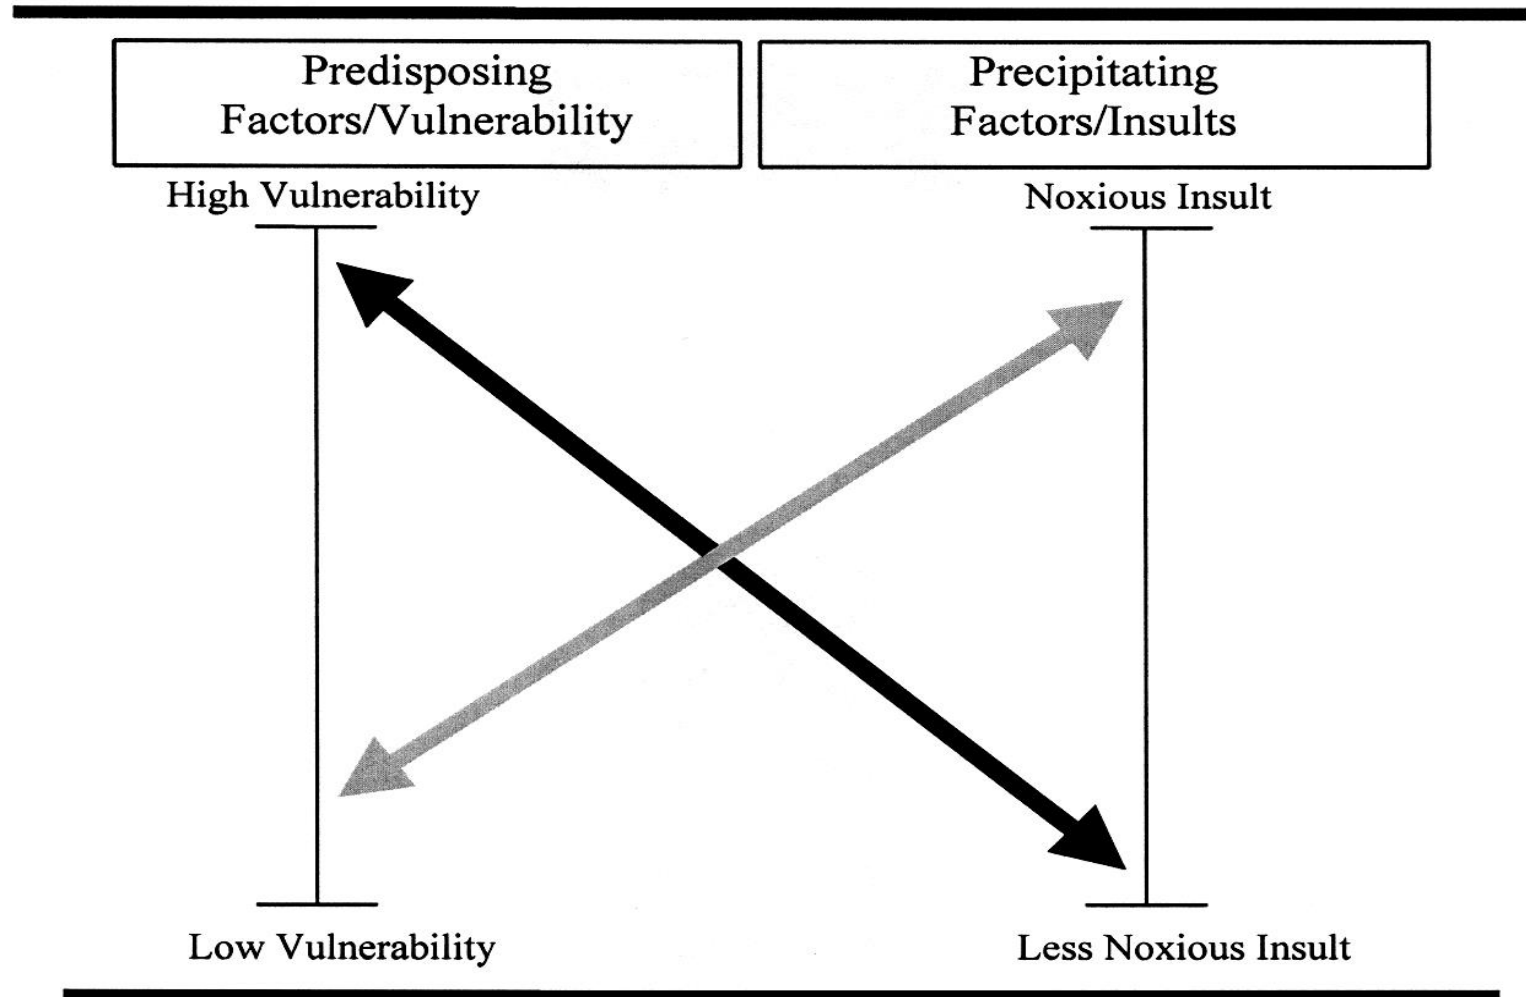 Predisposing
Factors/Vulnerability
Precipitating
Factors/Insults
High Vulnerability
Noxious Insult
Low Vulnerability
Less Noxious Insult